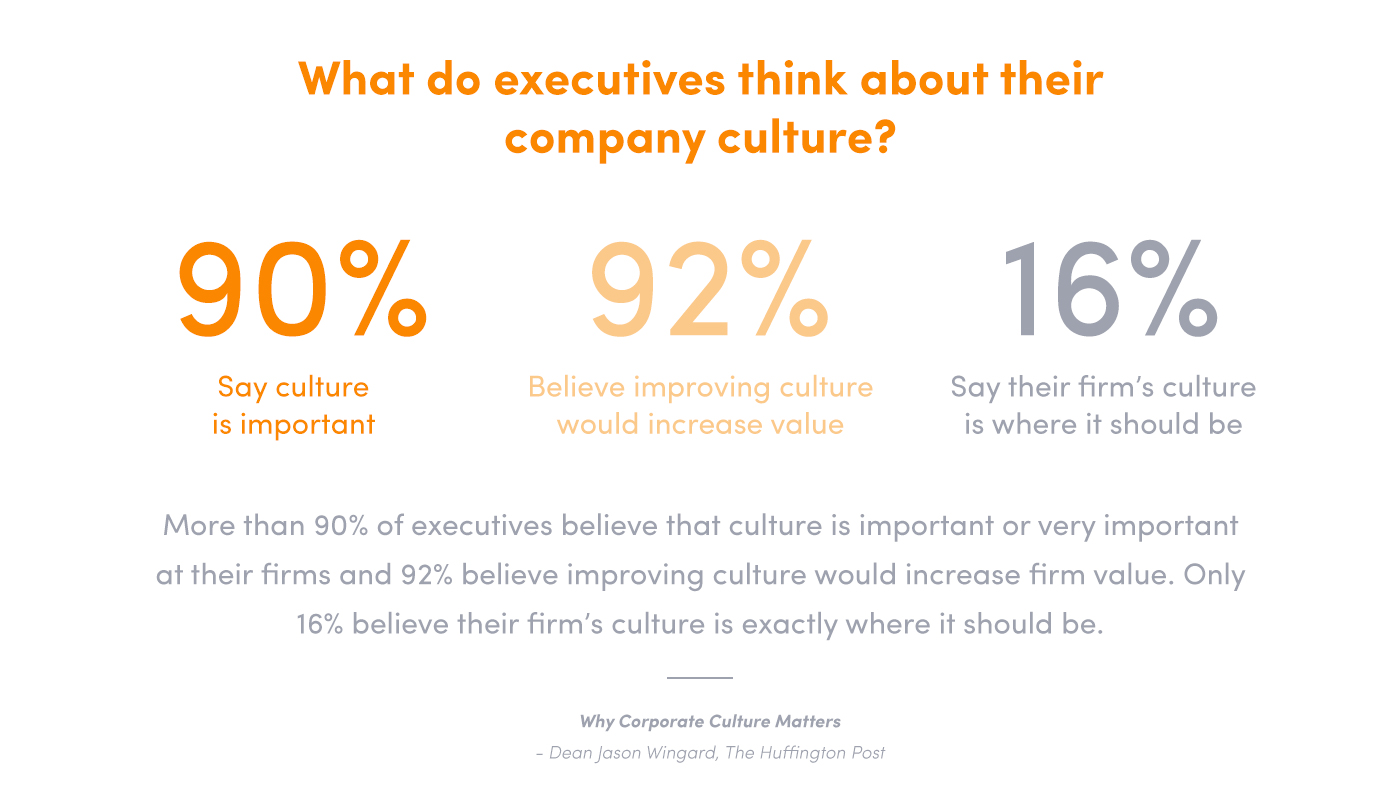 What do executives think about their
company culture?
90%
Say culture
is important
92%
Believe improving culture
would increase value
16%
Say their firm’s culture
is where it should be
More than 90% of executives believe that culture is important or very important
at their firms and 92% believe improving culture would increase firm value. Only
16% believe their firm’s culture is exactly where it should be.
Why Corporate Culture Matters
- Dean Jason Wingard, The Huffington Post